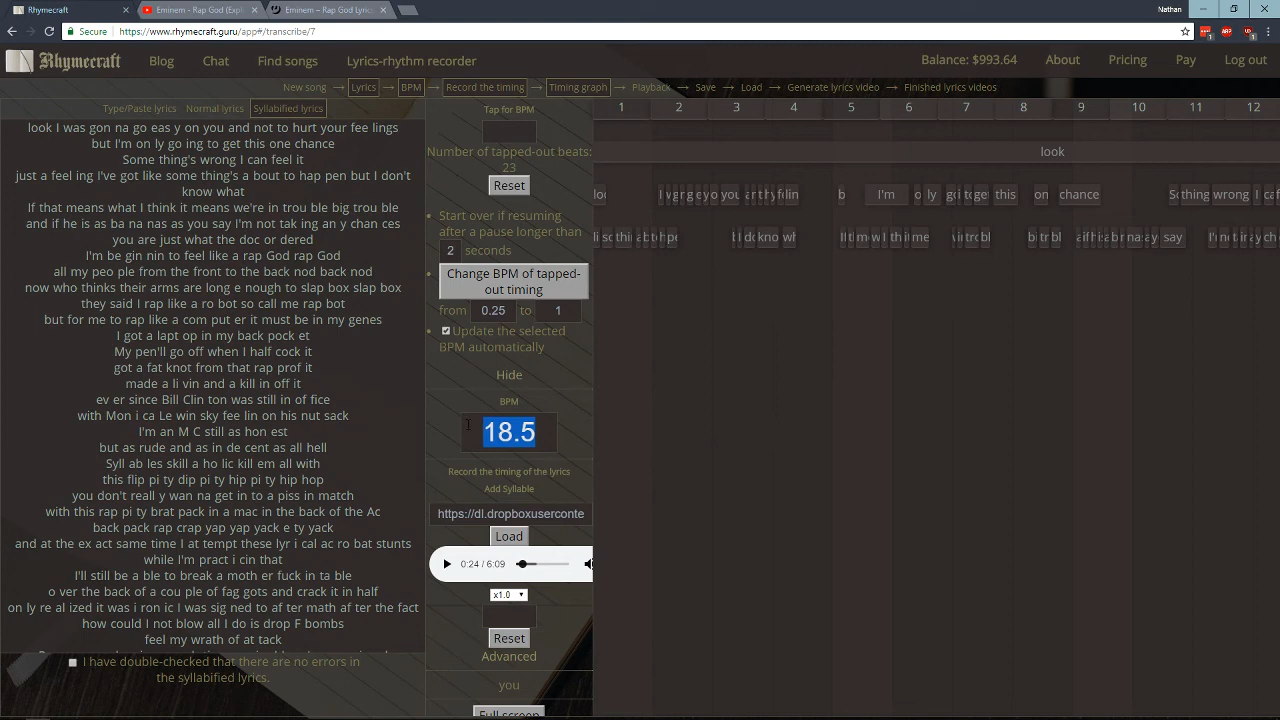 Rhymecraft
Eminem - Rap God (Expli
Eminem – Rap God Lyrics
Nathan
Secure https://www.rhymecraft.guru/app#/transcribe/7
Rhymecraft Blog Chat Find songs Lyrics-rhythm recorder Balance: $993.64 About Pricing Pay Log out
New song → Lyrics → BPM → Record the timing → Timing graph → Playback → Save → Load → Generate lyrics video → Finished lyrics videos
Type/Paste lyrics Normal lyrics Syllabified lyrics
look I was gon na go eas y on you and not to hurt your fee lings
but I'm on ly go ing to get this one chance
Some thing's wrong I can feel it
just a feel ing I've got like some thing's a bout to hap pen but I don't
know what
If that means what I think it means we're in trou ble big trou ble
and if he is as ba na nas as you say I'm not tak ing an y chan ces
you are just what the doc or dered
I'm be gin nin to feel like a rap God rap God
all my peo ple from the front to the back nod back nod
now who thinks their arms are long e nough to slap box slap box
they said I rap like a ro bot so call me rap bot
but for me to rap like a com put er it must be in my genes
I got a lapt op in my back pock et
My pen'll go off when I half cock it
got a fat knot from that rap prof it
made a li vin and a kill in off it
ev er since Bill Clin ton was still in of fice
with Mon i ca Le win sky fee lin on his nut sack
I'm an M C still as hon est
but as rude and as in de cent as all hell
Syll ab les skill a ho lic kill em all with
this flip pi ty dip pi ty hip pi ty hip hop
you don't real l y wan na get in to a piss in match
with this rap pi ty brat pack in a mac in the back of the Ac
back pack rap crap yap yap yack e ty yack
and at the ex act same time I at tempt these lyr i cal ac ro bat stunts
while I'm pract i cin that
I'll still be a ble to break a moth er fuck in ta ble
o ver the back of a cou ple of fag gots and crack it in half
on ly re al ized it was i ron ic I was sig ned to af ter math af ter the fact
how could I not blow all I do is drop F bombs
feel my wrath of at tack
I have double-checked that there are no errors in
the syllabified lyrics.
Tap for BPM
Number of tapped-out beats:
23
Reset
Start over if resuming
after a pause longer than
2 seconds
Change BPM of tapped-
out timing
from 0.25 to 1
Update the selected
BPM automatically
Hide
BPM
18.5
Record the timing of the lyrics
Add Syllable
https://dl.dropboxuserconte
Load
0:24 / 6:09
x1.0
Reset
Advanced
you
Full screen
1 2 3 4 5 6 7 8 9 10 11 12
look
I'm ly this chance wrong
say